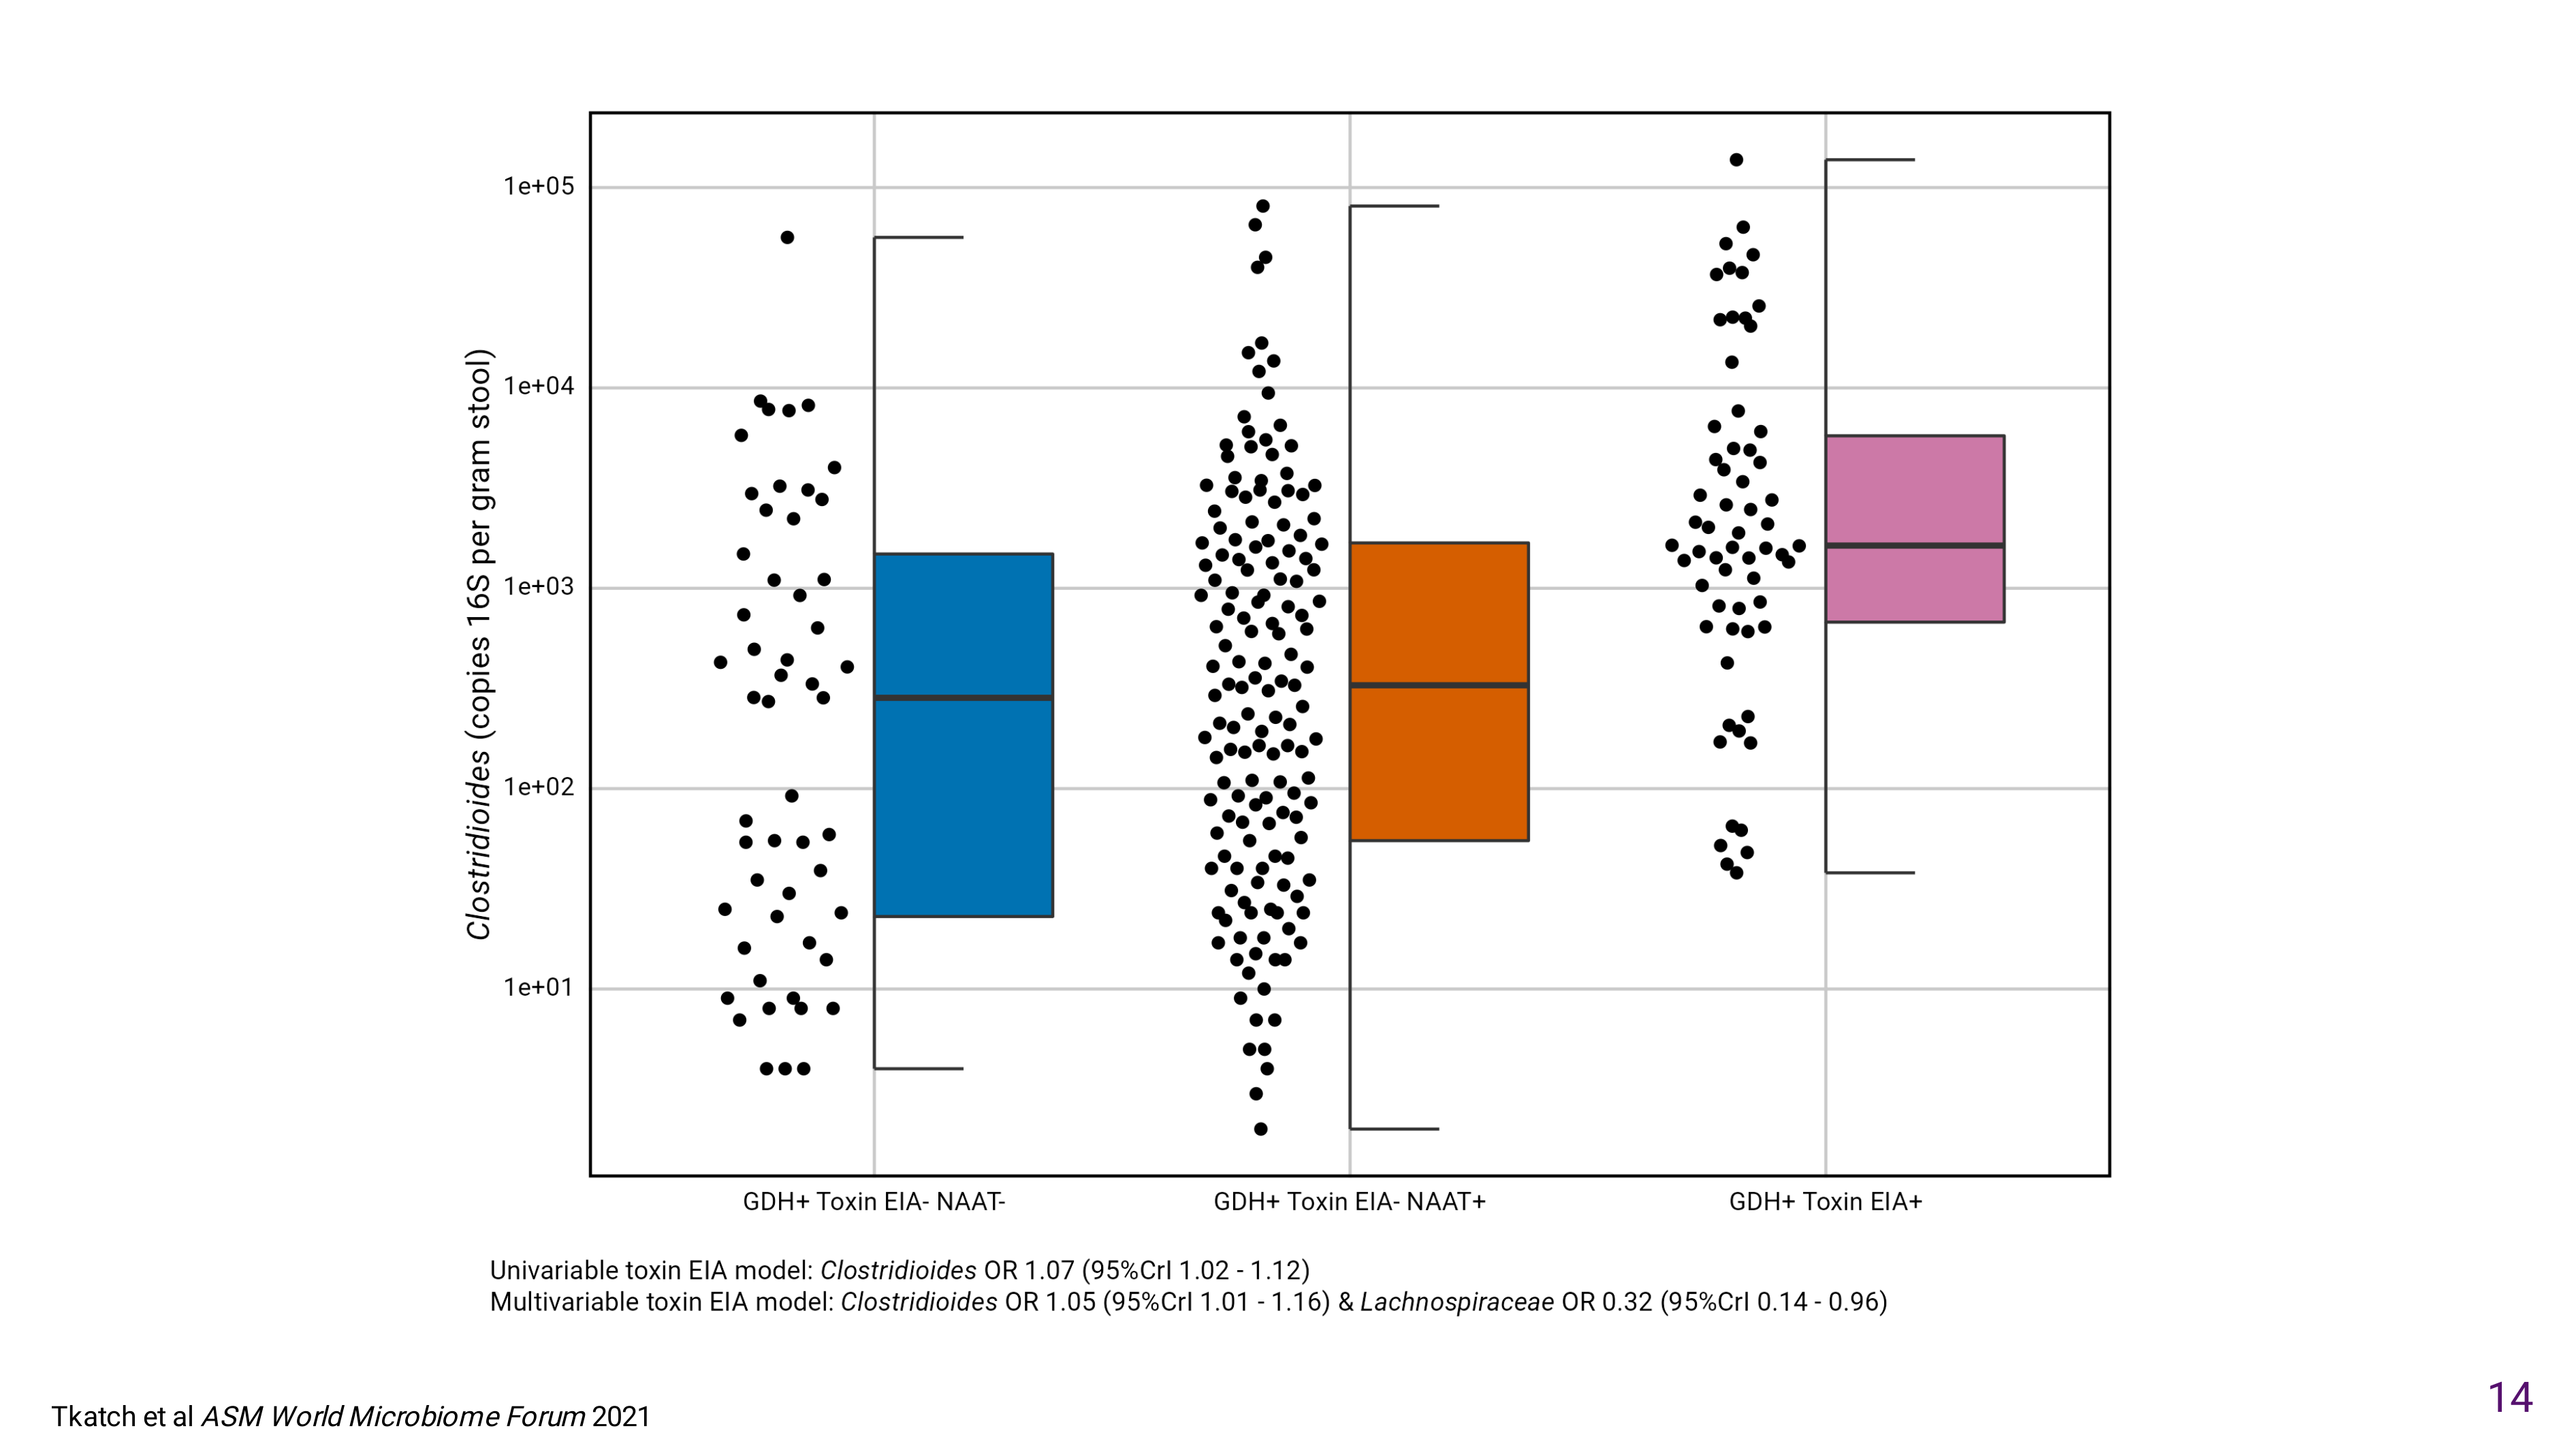 1e+05
1e+04
1e+03
1e+02
1e+01
Clostridioides (copies 16S per gram stool)
GDH+ Toxin EIA- NAAT-
GDH+ Toxin EIA- NAAT+
GDH+ Toxin EIA+
Univariable toxin EIA model: Clostridioides OR 1.07 (95%CrI 1.02 - 1.12)
Multivariable toxin EIA model: Clostridioides OR 1.05 (95%CrI 1.01 - 1.16) & Lachnospiraceae OR 0.32 (95%CrI 0.14 - 0.96)
Tkatch et al ASM World Microbiome Forum 2021
14